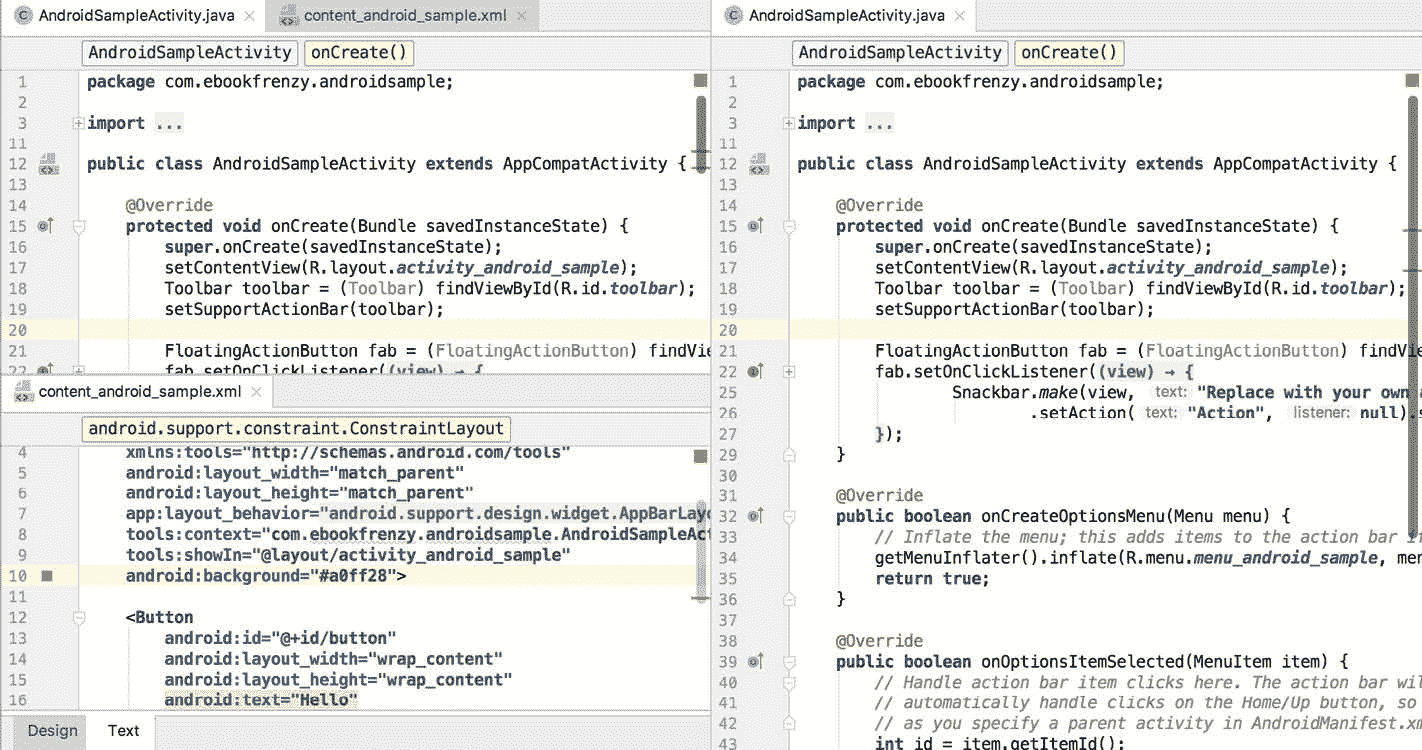 AndroidSampleActivity.java
content_android_sample.xml
AndroidSampleActivity
onCreate()
1 package com.ebookfrenzy.androidsample;
2
3 import ...
11
12 public class AndroidSampleActivity extends AppCompatActivity {
13
14 @Override
15 protected void onCreate(Bundle savedInstanceState) {
16 super.onCreate(savedInstanceState);
17 setContentView(R.layout.activity_android_sample);
18 Toolbar toolbar = (Toolbar) findViewById(R.id.toolbar);
19 setSupportActionBar(toolbar);
20
21 FloatingActionButton fab = (FloatingActionButton) findVie
22 fab.setOnClickListener((view) → {
content_android_sample.xml
android.support.constraint.ConstraintLayout
4 xmlns:tools="http://schemas.android.com/tools"
5 android:layout_width="match_parent"
6 android:layout_height="match_parent"
7 app:layout_behavior="android.support.design.widget.AppBarLayo
8 tools:context="com.ebookfrenzy.androidsample.AndroidSampleAct
9 tools:showIn="@layout/activity_android_sample"
10 android:background="#a0ff28">
11
12 <Button
13 android:id="@+id/button"
14 android:layout_width="wrap_content"
15 android:layout_height="wrap_content"
16 android:text="Hello"
Design Text
AndroidSampleActivity.java
AndroidSampleActivity
onCreate()
1 package com.ebookfrenzy.androidsample;
2
3 import ...
11
12 public class AndroidSampleActivity extends AppCompatActivity {
13
14 @Override
15 protected void onCreate(Bundle savedInstanceState) {
16 super.onCreate(savedInstanceState);
17 setContentView(R.layout.activity_android_sample);
18 Toolbar toolbar = (Toolbar) findViewById(R.id.toolbar);
19 setSupportActionBar(toolbar);
20
21 FloatingActionButton fab = (FloatingActionButton) findVi
22 fab.setOnClickListener((view) → {
25 Snackbar.make(view, text: "Replace with your own a
26 .setAction( text: "Action", listener: null).s
27 });
29 }
30
31 @Override
32 public boolean onCreateOptionsMenu(Menu menu) {
33 // Inflate the menu; this adds items to the action bar if
34 getMenuInflater().inflate(R.menu.menu_android_sample, men
35 return true;
36 }
37
38 @Override
39 public boolean onOptionsItemSelected(MenuItem item) {
40 // Handle action bar item clicks here. The action bar wil
41 // automatically handle clicks on the Home/Up button, so
42 // as you specify a parent activity in AndroidManifest.xm
43 int id = item.getItemId();